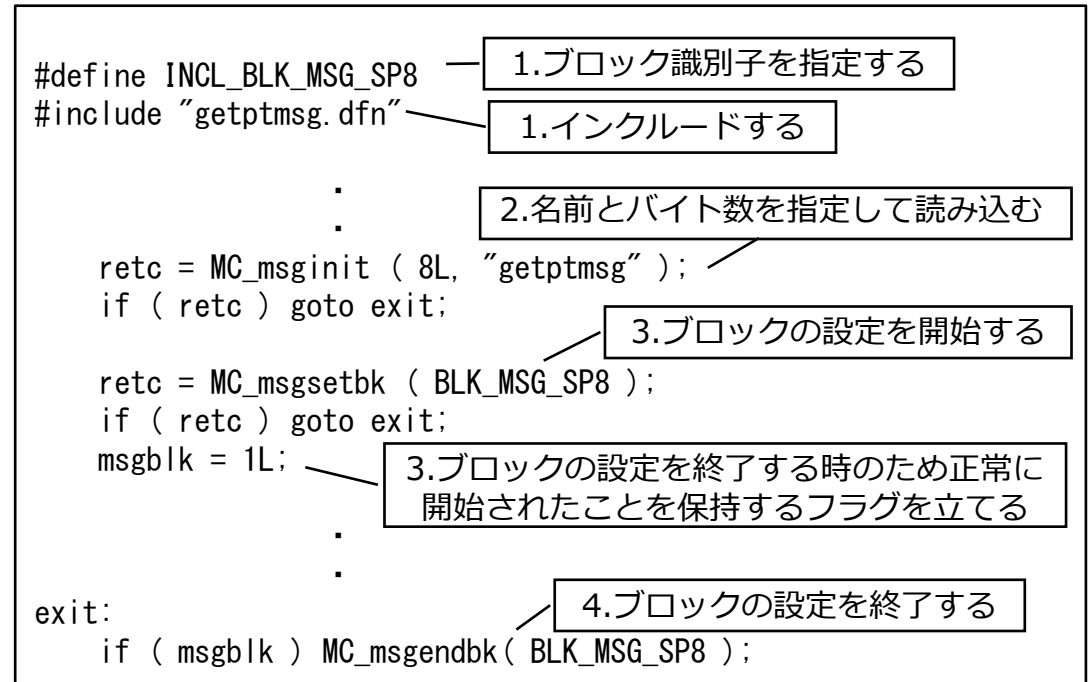 #define INCL_BLK_MSG_SP8
1.ブロック識別子を指定する
#include "getptmsg.dfn"
1.インクルードする
.
.
2.名前とバイト数を指定して読み込む
retc = MC_msginit ( 8L, "getptmsg" );
if ( retc ) goto exit;
3.ブロックの設定を開始する
retc = MC_msgsetbk ( BLK_MSG_SP8 );
if ( retc ) goto exit;
msgblk = 1L;
3.ブロックの設定を終了する時のため正常に
開始されたことを保持するフラグを立てる
.
.
4.ブロックの設定を終了する
exit:
if ( msgblk ) MC_msgendbk( BLK_MSG_SP8 );